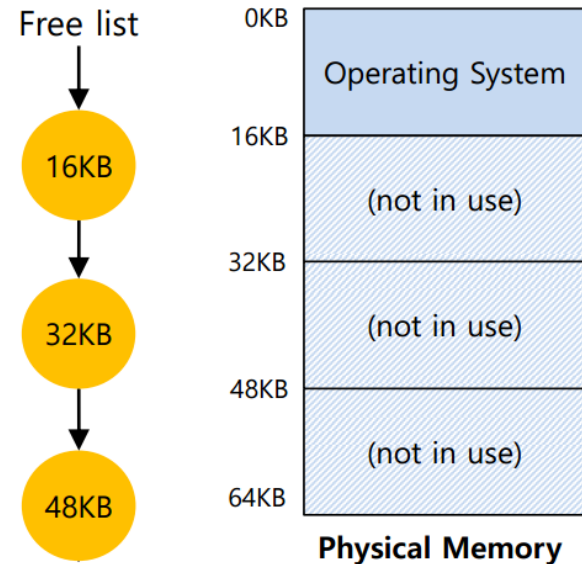 Free list
16KB
32KB
48KB
0KB
Operating System
16KB
(not in use)
32KB
(not in use)
48KB
(not in use)
64KB
Physical Memory